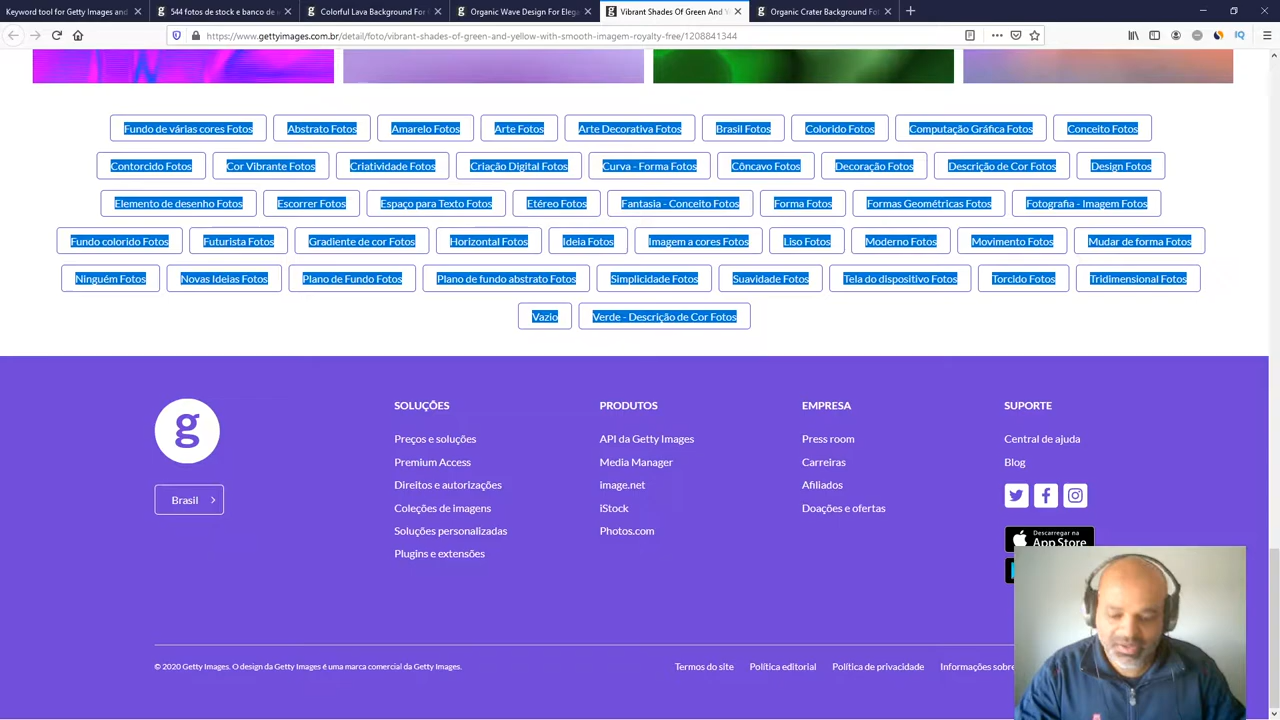 Keyword tool for Getty Images and
544 fotos de stock e banco de i
Colorful Lava Background For
Organic Wave Design For Elega
Vibrant Shades Of Green And Y
Organic Crater Background Fo
https://www.gettyimages.com.br/detail/foto/vibrant-shades-of-green-and-yellow-with-smooth-imagem-royalty-free/1208841344
Fundo de várias cores Fotos Abstrato Fotos Amarelo Fotos Arte Fotos Arte Decorativa Fotos Brasil Fotos Colorido Fotos Computação Gráfica Fotos Conceito Fotos
Contorcido Fotos Cor Vibrante Fotos Criatividade Fotos Criação Digital Fotos Curva - Forma Fotos Côncavo Fotos Decoração Fotos Descrição de Cor Fotos Design Fotos
Elemento de desenho Fotos Escorrer Fotos Espaço para Texto Fotos Etéreo Fotos Fantasia - Conceito Fotos Forma Fotos Formas Geométricas Fotos Fotografia - Imagem Fotos
Fundo colorido Fotos Futurista Fotos Gradiente de cor Fotos Horizontal Fotos Ideia Fotos Imagem a cores Fotos Liso Fotos Moderno Fotos Movimento Fotos Mudar de forma Fotos
Ninguém Fotos Novas Ideias Fotos Plano de Fundo Fotos Plano de fundo abstrato Fotos Simplicidade Fotos Suavidade Fotos Tela do dispositivo Fotos Torcido Fotos Tridimensional Fotos
Vazio Verde - Descrição de Cor Fotos
g
Brasil
SOLUÇÕES
Preços e soluções
Premium Access
Direitos e autorizações
Coleções de imagens
Soluções personalizadas
Plugins e extensões
PRODUTOS
API da Getty Images
Media Manager
image.net
iStock
Photos.com
EMPRESA
Press room
Carreiras
Afiliados
Doações e ofertas
SUPORTE
Central de ajuda
Blog
Descarregar na
App Store
© 2020 Getty Images. O design da Getty Images é uma marca comercial da Getty Images.
Termos do site Política editorial Política de privacidade Informações sobre